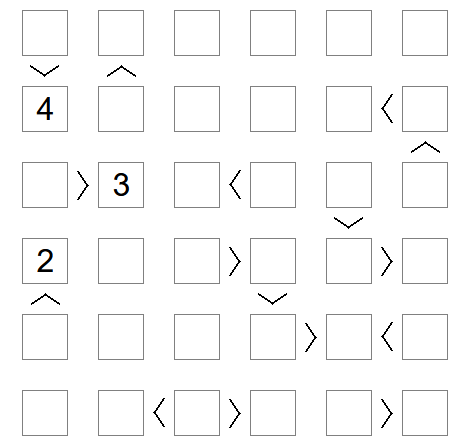 ∨ ∧
4 <
∧
> 3 <
∨
2 > >
∧ ∨
> <
< > >